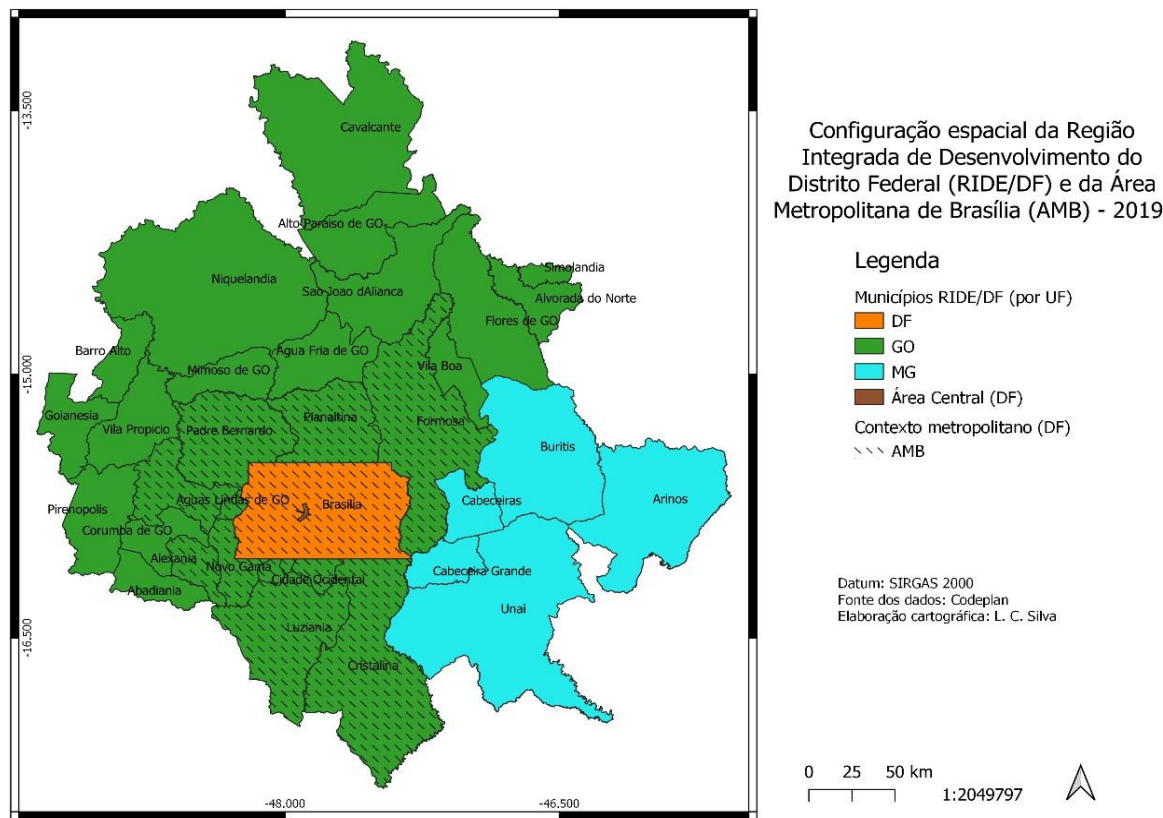 Configuração espacial da Região
Integrada de Desenvolvimento do
Distrito Federal (RIDE/DF) e da Área
Metropolitana de Brasília (AMB) - 2019
Legenda
Municípios RIDE/DF (por UF)
DF
GO
MG
Área Central (DF)
Contexto metropolitano (DF)
AMB
Datum: SIRGAS 2000
Fonte dos dados: Codeplan
Elaboração cartográfica: L. C. Silva
0 25 50 km
1:2049797
-13.500
-15.000
-16.500
-48.000
-46.500
Cavalcante
Alto Paraiso de GO
Niquelandia
Sao Joao dAlianca
Simolandia
Alvorada do Norte
Flores de GO
Barro Alto
Agua Fria de GO
Mimoso de GO
Vila Boa
Goianesia
Vila Propicio
Padre Bernardo
Planaltina
Formosa
Buritis
Aguas Lindas de GO
Brasilia
Cabeceiras
Arinos
Pirenopolis
Corumba de GO
Alexania
Novo Gama
Cidade Ocidental
Cabeceira Grande
Abadiania
Unai
Luziania
Cristalina